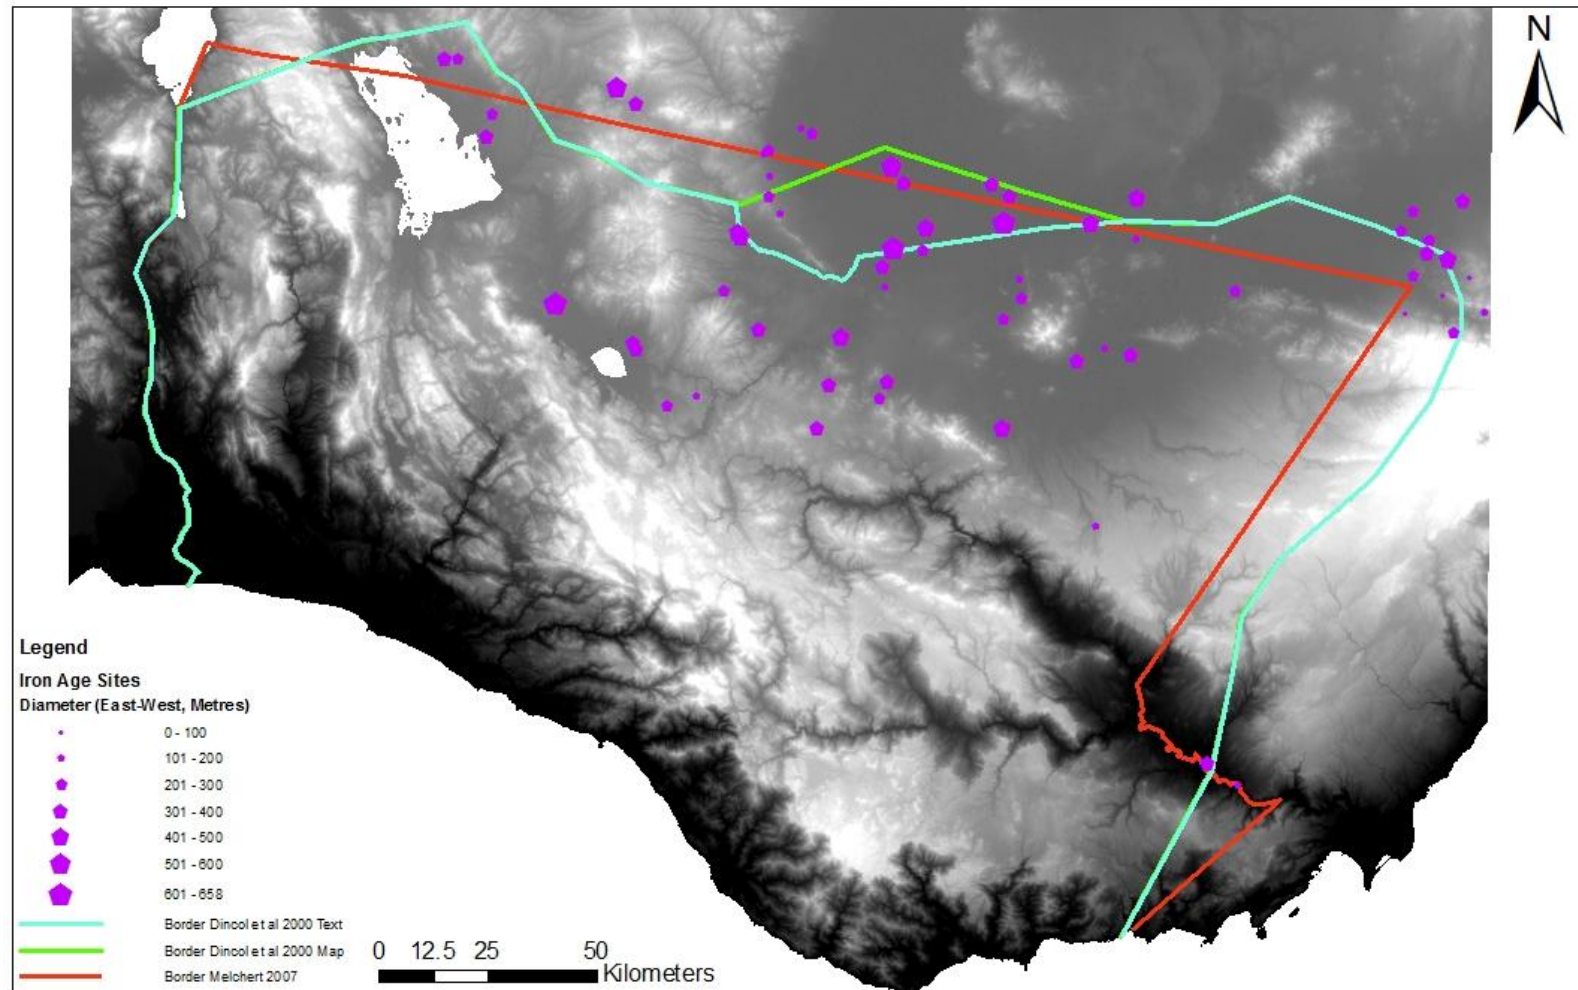 N
Legend
Iron Age Sites
Diameter (East-West, Metres)
0 - 100
101 - 200
201 - 300
301 - 400
401 - 500
501 - 600
601 - 658
Border Dincol et al 2000 Text
Border Dincol et al 2000 Map
Border Melchert 2007
0 12.5 25 50
Kilometers